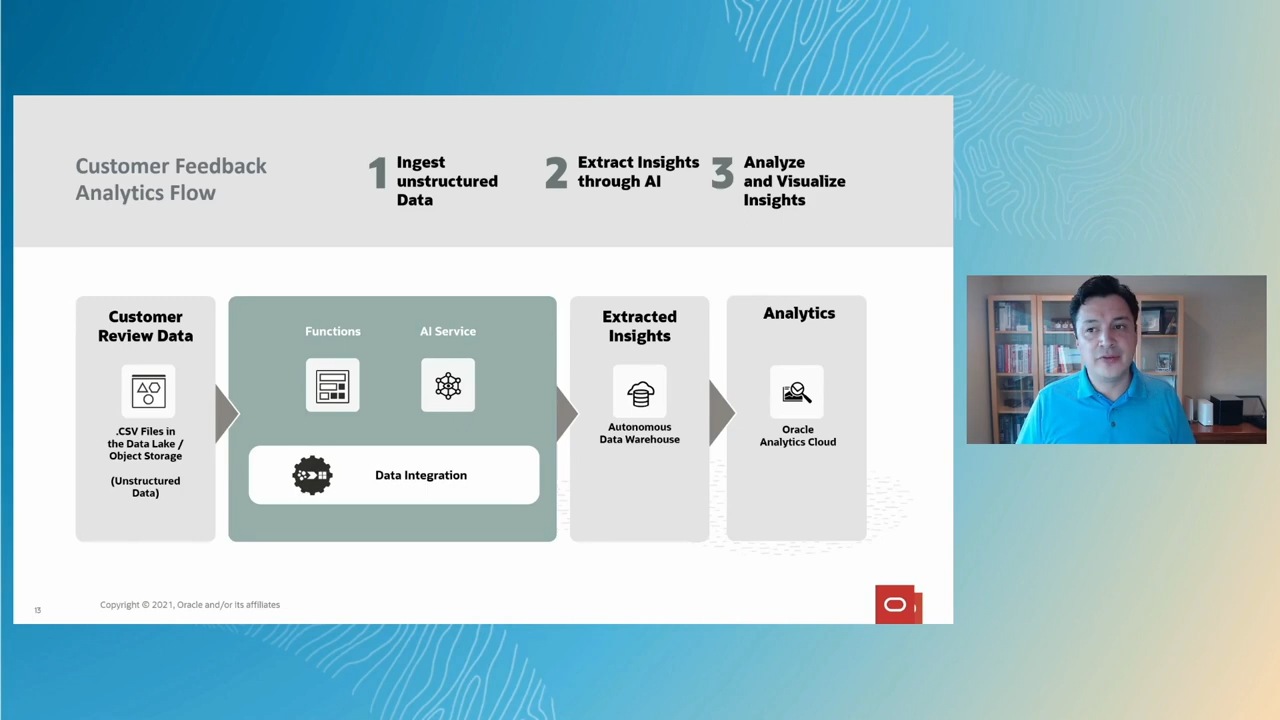 Customer Feedback
Analytics Flow
1
Ingest
unstructured
Data
2
Extract Insights
through AI
3
Analyze
and Visualize
Insights
Customer
Review Data
.CSV Files in
the Data Lake /
Object Storage
(Unstructured
Data)
Functions
AI Service
Data Integration
Extracted
Insights
Autonomous
Data Warehouse
Analytics
Oracle
Analytics Cloud
13
Copyright © 2021, Oracle and/or its affiliates